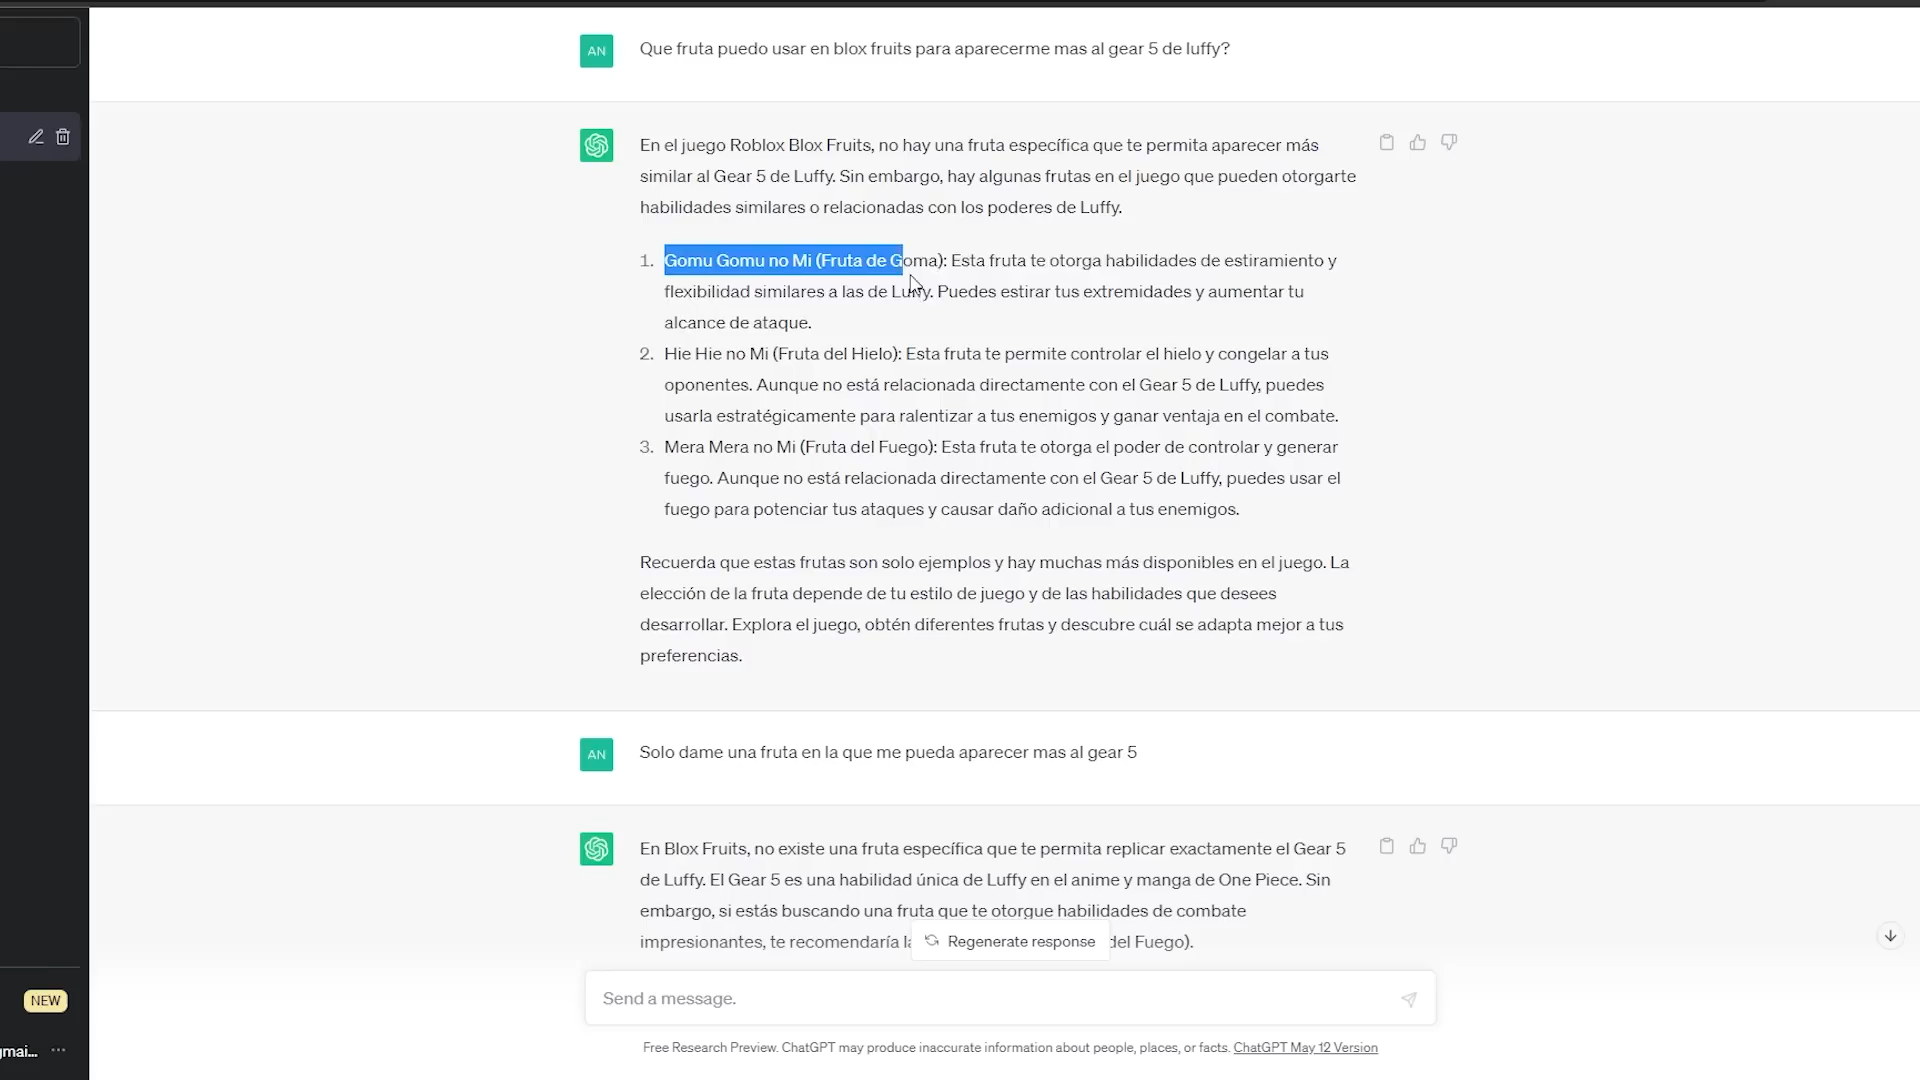 AN Que fruta puedo usar en blox fruits para aparecerme mas al gear 5 de luffy?
En el juego Roblox Blox Fruits, no hay una fruta específica que te permita aparecer más
similar al Gear 5 de Luffy. Sin embargo, hay algunas frutas en el juego que pueden otorgarte
habilidades similares o relacionadas con los poderes de Luffy.
1. Gomu Gomu no Mi (Fruta de Goma): Esta fruta te otorga habilidades de estiramiento y
flexibilidad similares a las de Luffy. Puedes estirar tus extremidades y aumentar tu
alcance de ataque.
2. Hie Hie no Mi (Fruta del Hielo): Esta fruta te permite controlar el hielo y congelar a tus
oponentes. Aunque no está relacionada directamente con el Gear 5 de Luffy, puedes
usarla estratégicamente para ralentizar a tus enemigos y ganar ventaja en el combate.
3. Mera Mera no Mi (Fruta del Fuego): Esta fruta te otorga el poder de controlar y generar
fuego. Aunque no está relacionada directamente con el Gear 5 de Luffy, puedes usar el
fuego para potenciar tus ataques y causar daño adicional a tus enemigos.
Recuerda que estas frutas son solo ejemplos y hay muchas más disponibles en el juego. La
elección de la fruta depende de tu estilo de juego y de las habilidades que desees
desarrollar. Explora el juego, obtén diferentes frutas y descubre cuál se adapta mejor a tus
preferencias.
AN Solo dame una fruta en la que me pueda aparecer mas al gear 5
En Blox Fruits, no existe una fruta específica que te permita replicar exactamente el Gear 5
de Luffy. El Gear 5 es una habilidad única de Luffy en el anime y manga de One Piece. Sin
embargo, si estás buscando una fruta que te otorgue habilidades de combate
impresionantes, te recomendaría la del Fuego).
Regenerate response
Send a message.
NEW
gmai...
Free Research Preview. ChatGPT may produce inaccurate information about people, places, or facts. ChatGPT May 12 Version